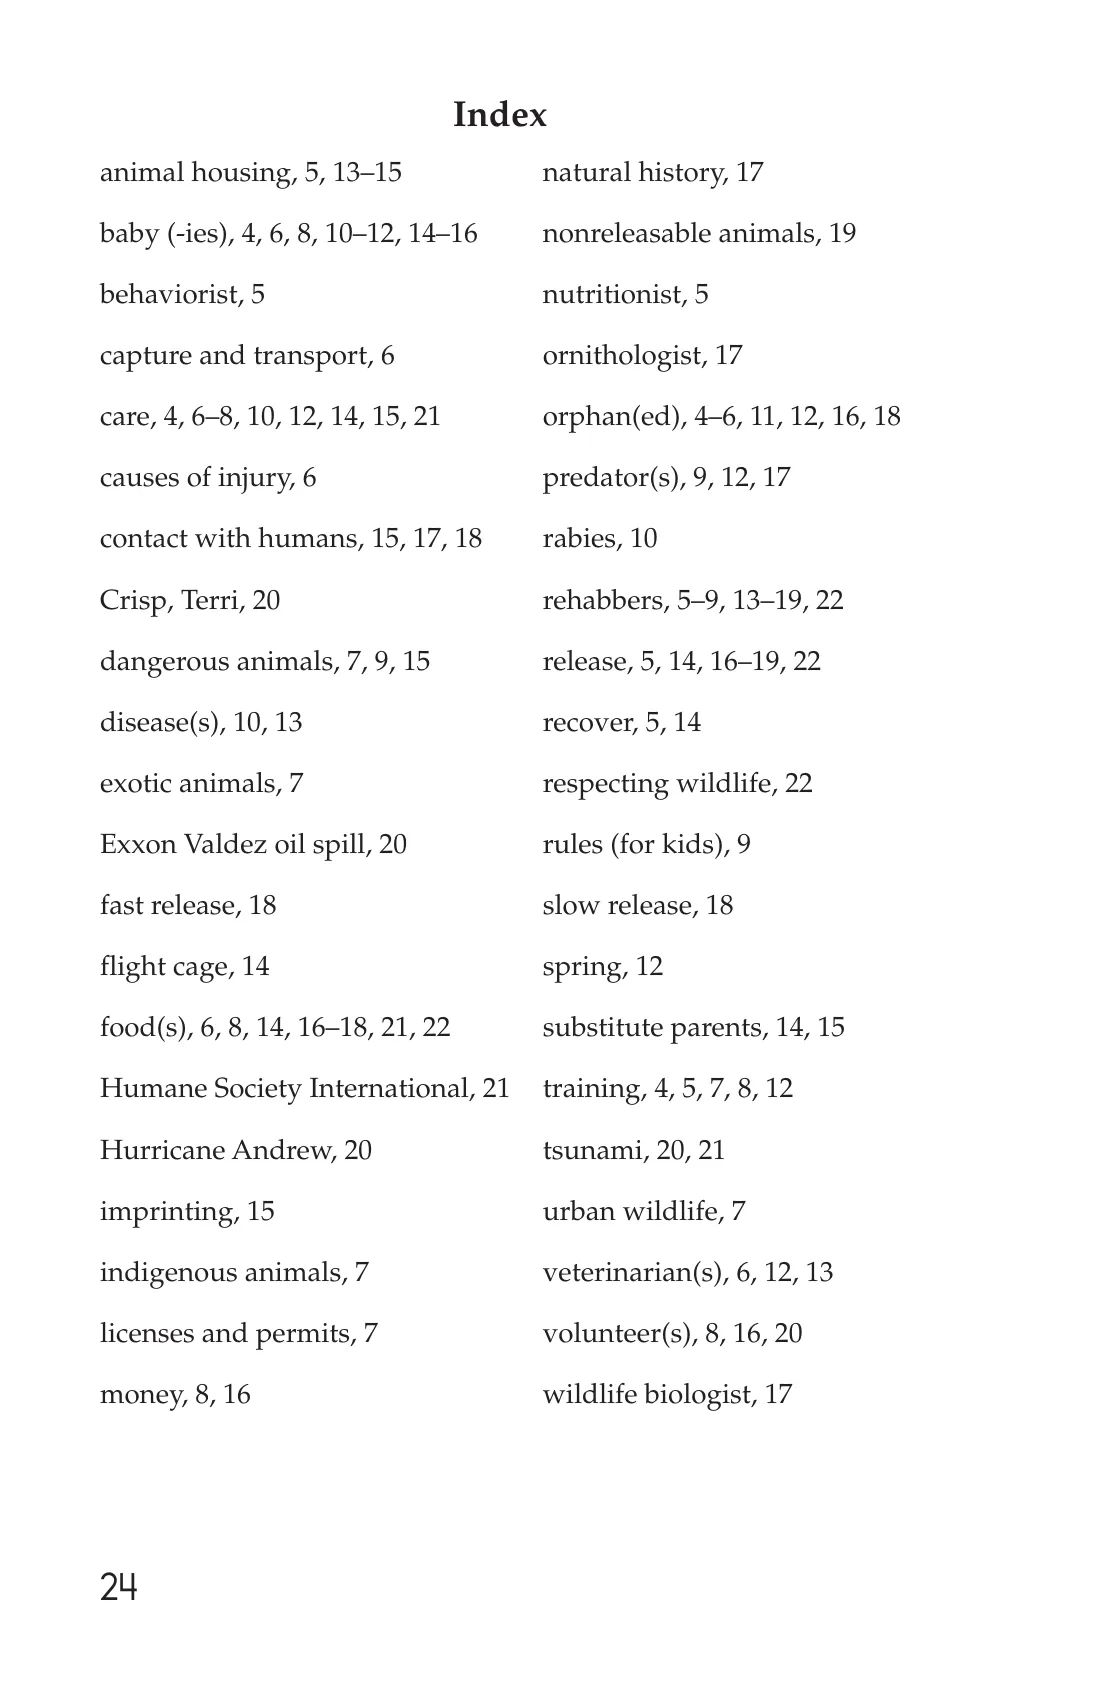 Index
animal housing, 5, 13–15
baby (-ies), 4, 6, 8, 10–12, 14–16
behaviorist, 5
capture and transport, 6
care, 4, 6–8, 10, 12, 14, 15, 21
causes of injury, 6
contact with humans, 15, 17, 18
Crisp, Terri, 20
dangerous animals, 7, 9, 15
disease(s), 10, 13
exotic animals, 7
Exxon Valdez oil spill, 20
fast release, 18
flight cage, 14
food(s), 6, 8, 14, 16–18, 21, 22
Humane Society International, 21
Hurricane Andrew, 20
imprinting, 15
indigenous animals, 7
licenses and permits, 7
money, 8, 16
natural history, 17
nonreleasable animals, 19
nutritionist, 5
ornithologist, 17
orphan(ed), 4–6, 11, 12, 16, 18
predator(s), 9, 12, 17
rabies, 10
rehabbers, 5–9, 13–19, 22
release, 5, 14, 16–19, 22
recover, 5, 14
respecting wildlife, 22
rules (for kids), 9
slow release, 18
spring, 12
substitute parents, 14, 15
training, 4, 5, 7, 8, 12
tsunami, 20, 21
urban wildlife, 7
veterinarian(s), 6, 12, 13
volunteer(s), 8, 16, 20
wildlife biologist, 17
24